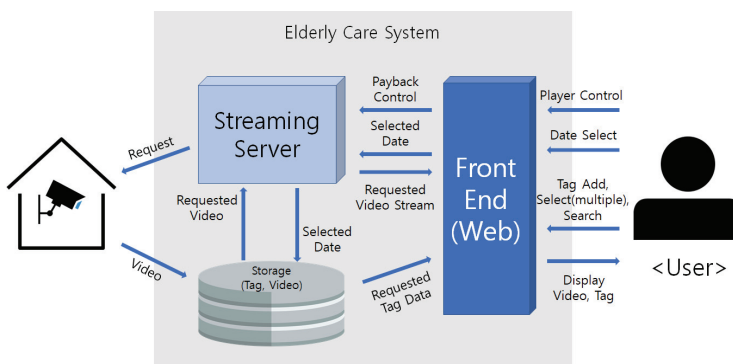 Elderly Care System
Payback
Control
Player Control
Streaming
Server
Selected
Date
Date Select
Request
Front
End
(Web)
Requested
Video Stream
Tag Add,
Select(multiple),
Search
Requested
Video
Selected
Date
Video
Storage
(Tag, Video)
Requested
Tag Data
Display
Video, Tag
<User>